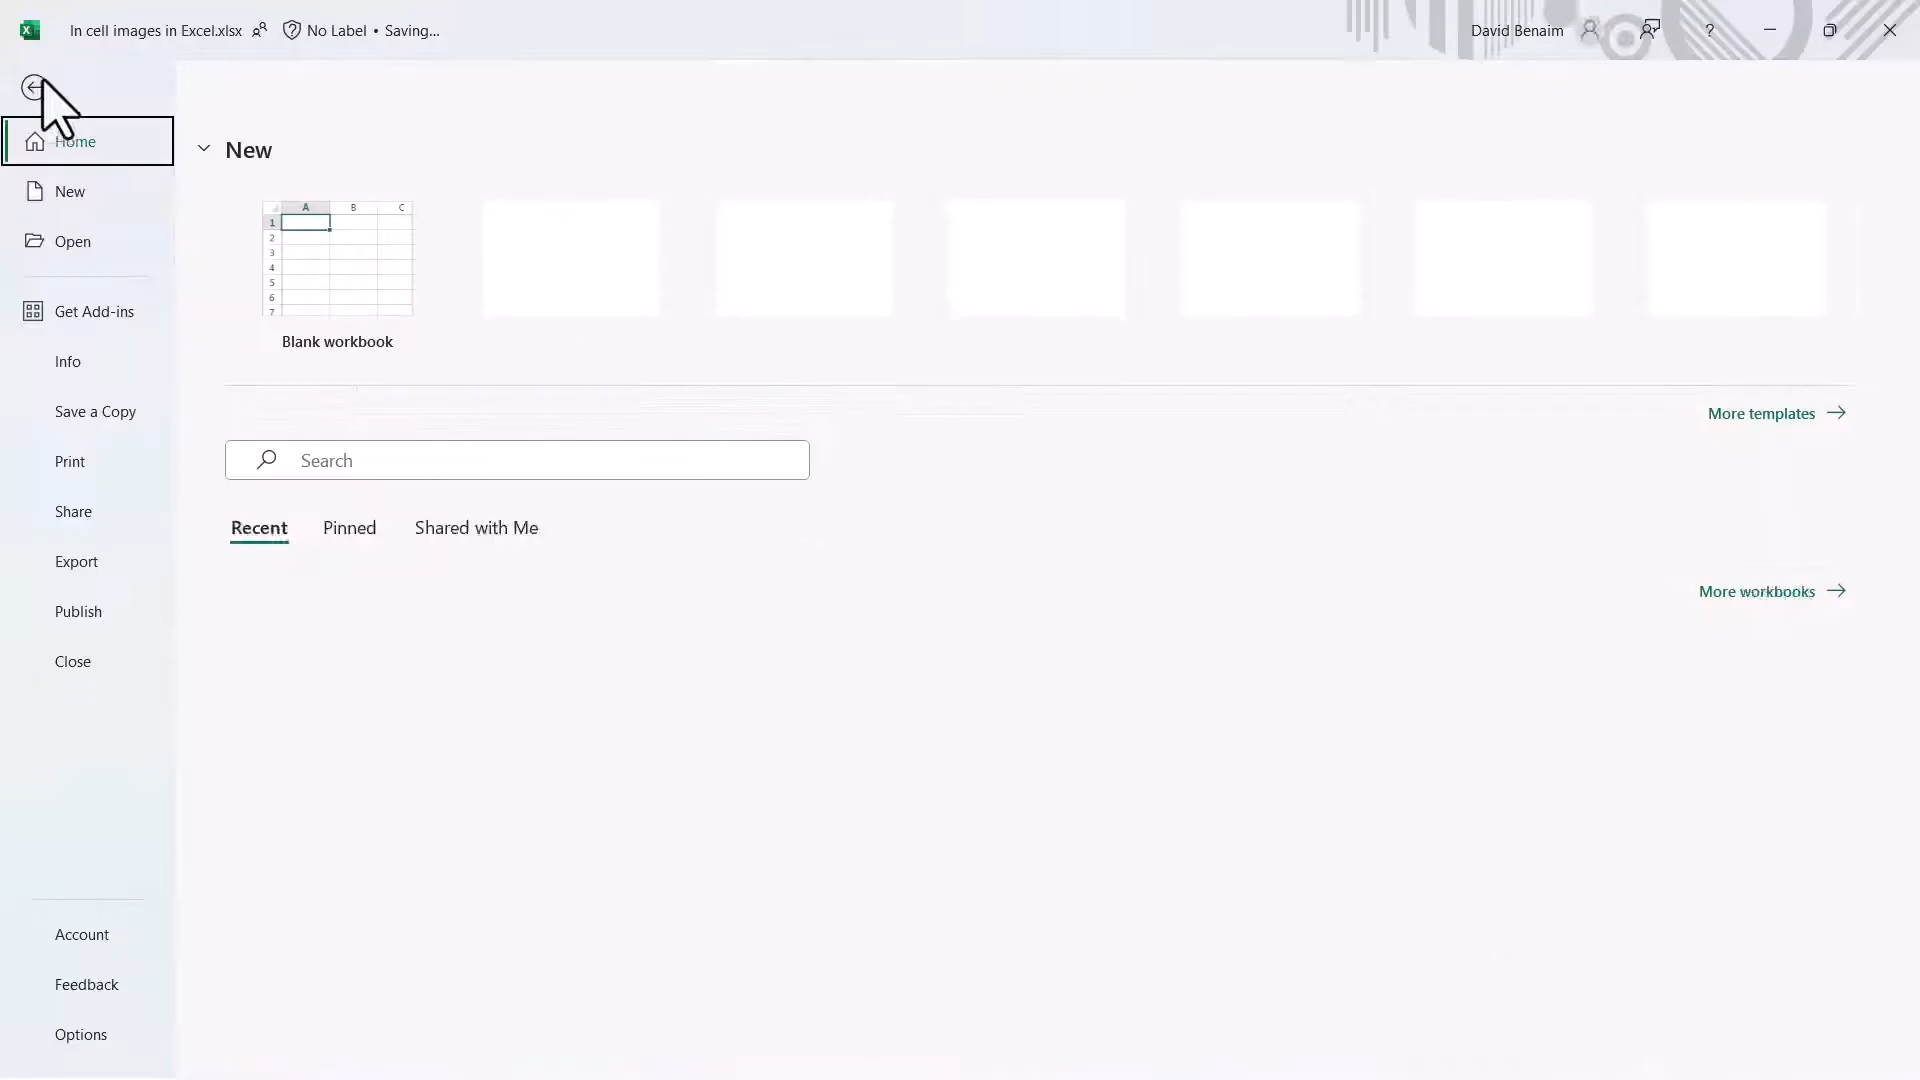 In cell images in Excel.xlsx No Label • Saving...
David Benaim ?
Home
New
Open
Get Add-ins
Info
Save a Copy
Print
Share
Export
Publish
Close
Account
Feedback
Options
New
A B C
1
2
3
4
5
6
7
Blank workbook
More templates
Search
Recent Pinned Shared with Me
More workbooks